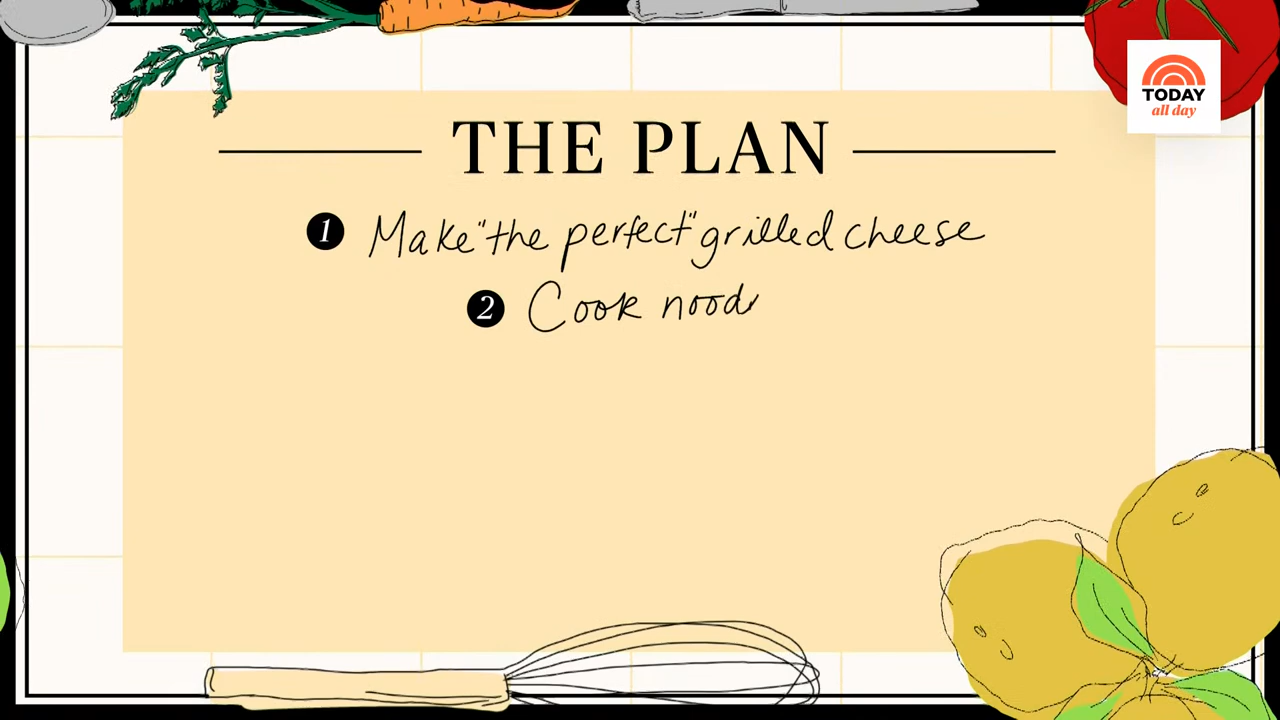 THE PLAN
1 Make "the perfect" grilled cheese
2 Cook nood
TODAY
all day